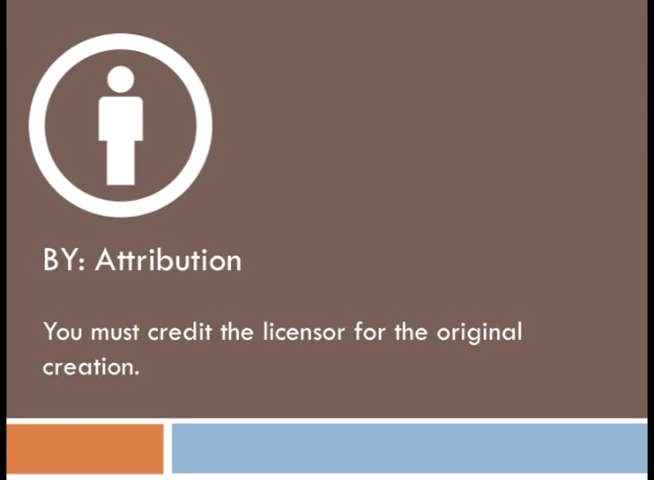 BY: Attribution
You must credit the licensor for the original
creation.